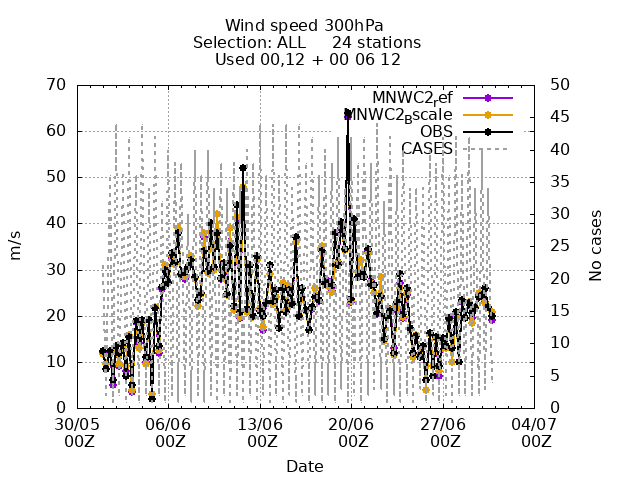 Wind speed 300hPa
Selection: ALL 24 stations
Used 00,12 + 00 06 12
70 50
60 45
50 40
40 35
30 30
20 25
10 20
0 15
10
5
0
MNWC2ref
MNWC2Bscale
OBS
CASES
m/s
No cases
30/05 06/06 13/06 20/06 27/06 04/07
00Z 00Z 00Z 00Z 00Z 00Z
Date